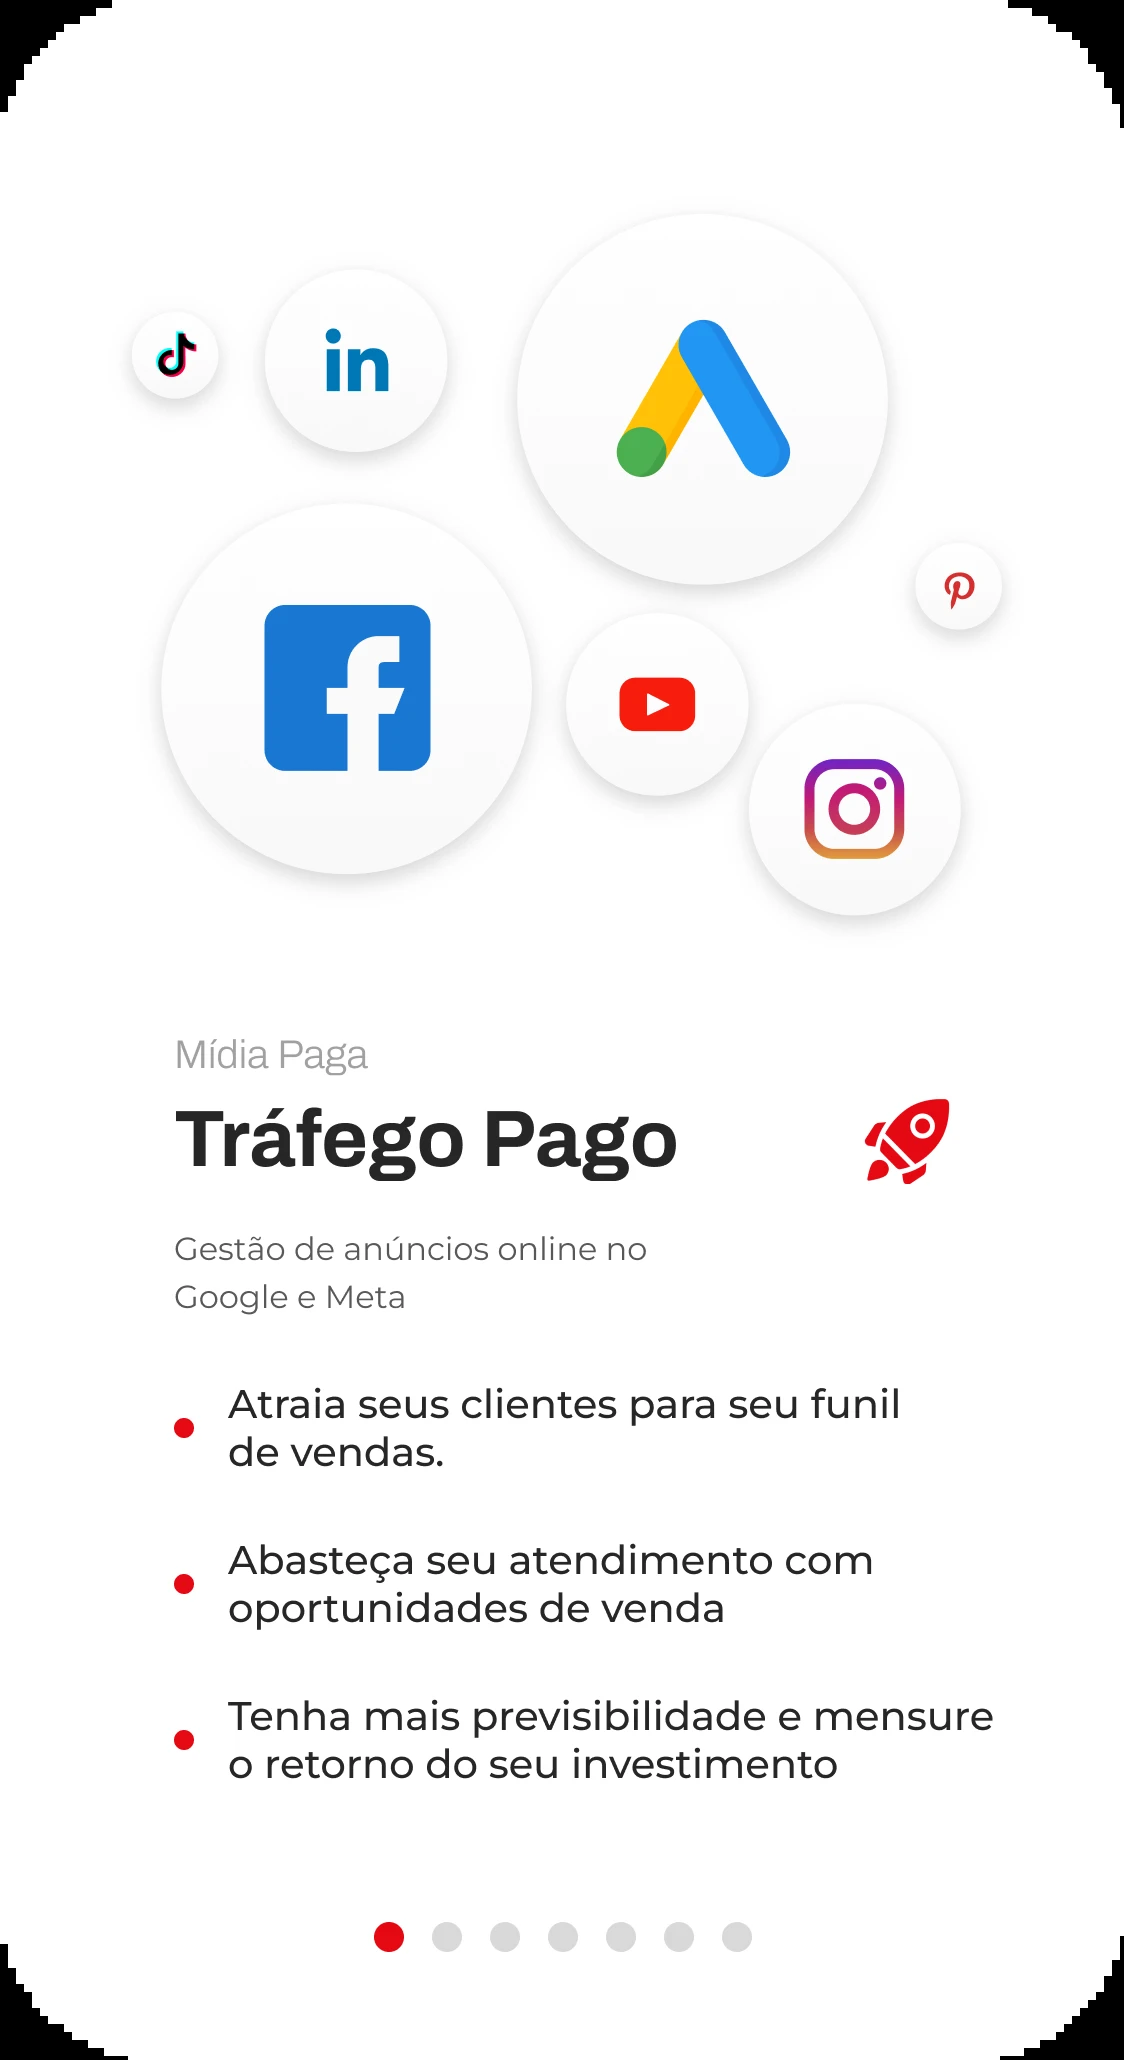 in
Mídia Paga
Tráfego Pago
Gestão de anúncios online no
Google e Meta
Atraia seus clientes para seu funil
de vendas.
Abasteça seu atendimento com
oportunidades de venda
Tenha mais previsibilidade e mensure
o retorno do seu investimento